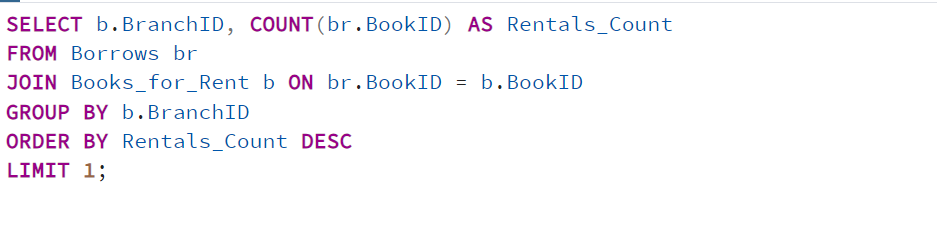 SELECT b.BranchID, COUNT(br.BookID) AS Rentals_Count
FROM Borrows br
JOIN Books_for_Rent b ON br.BookID = b.BookID
GROUP BY b.BranchID
ORDER BY Rentals_Count DESC
LIMIT 1;